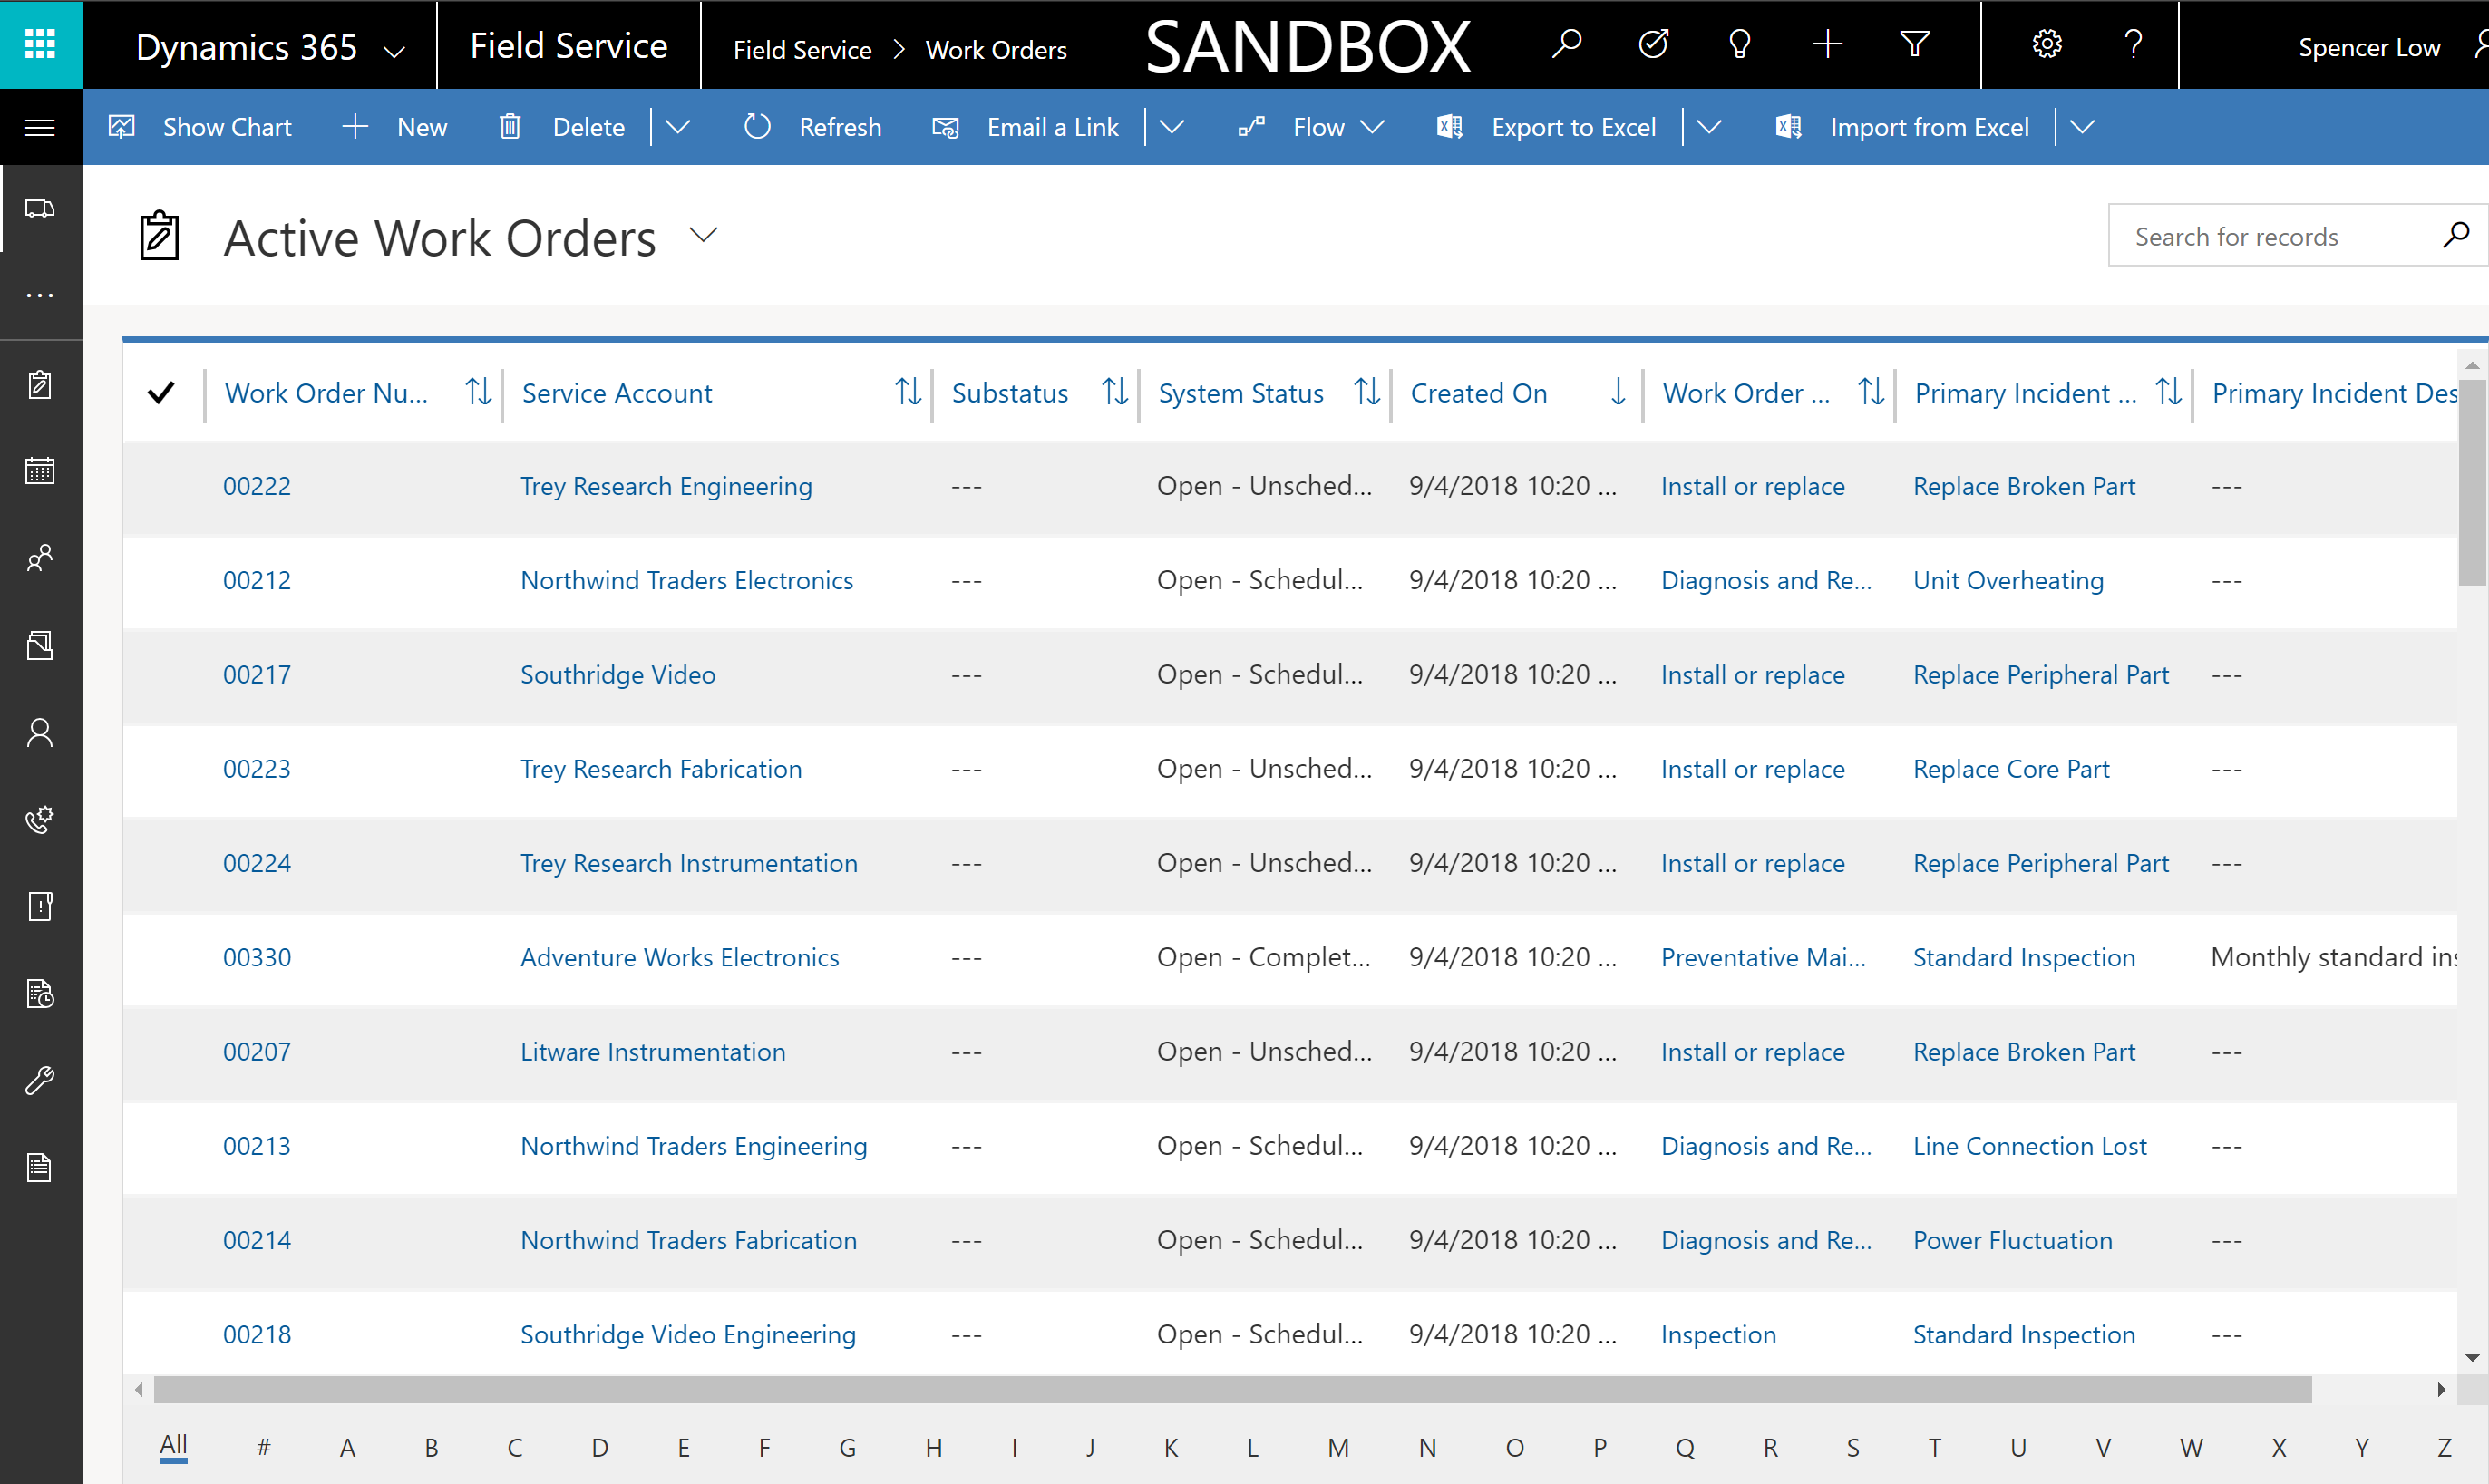 Dynamics 365 Field Service Field Service > Work Orders SANDBOX Spencer Low
Show Chart New Delete Refresh Email a Link Flow Export to Excel Import from Excel
Active Work Orders Search for records
Work Order Nu... Service Account Substatus System Status Created On Work Order ... Primary Incident ... Primary Incident Des
00222 Trey Research Engineering --- Open - Unsched... 9/4/2018 10:20 ... Install or replace Replace Broken Part ---
00212 Northwind Traders Electronics --- Open - Schedul... 9/4/2018 10:20 ... Diagnosis and Re... Unit Overheating ---
00217 Southridge Video --- Open - Schedul... 9/4/2018 10:20 ... Install or replace Replace Peripheral Part ---
00223 Trey Research Fabrication --- Open - Unsched... 9/4/2018 10:20 ... Install or replace Replace Core Part ---
00224 Trey Research Instrumentation --- Open - Unsched... 9/4/2018 10:20 ... Install or replace Replace Peripheral Part ---
00330 Adventure Works Electronics --- Open - Complet... 9/4/2018 10:20 ... Preventative Mai... Standard Inspection Monthly standard ins
00207 Litware Instrumentation --- Open - Unsched... 9/4/2018 10:20 ... Install or replace Replace Broken Part ---
00213 Northwind Traders Engineering --- Open - Schedul... 9/4/2018 10:20 ... Diagnosis and Re... Line Connection Lost ---
00214 Northwind Traders Fabrication --- Open - Schedul... 9/4/2018 10:20 ... Diagnosis and Re... Power Fluctuation ---
00218 Southridge Video Engineering --- Open - Schedul... 9/4/2018 10:20 ... Inspection Standard Inspection ---
All # A B C D E F G H I J K L M N O P Q R S T U V W X Y Z